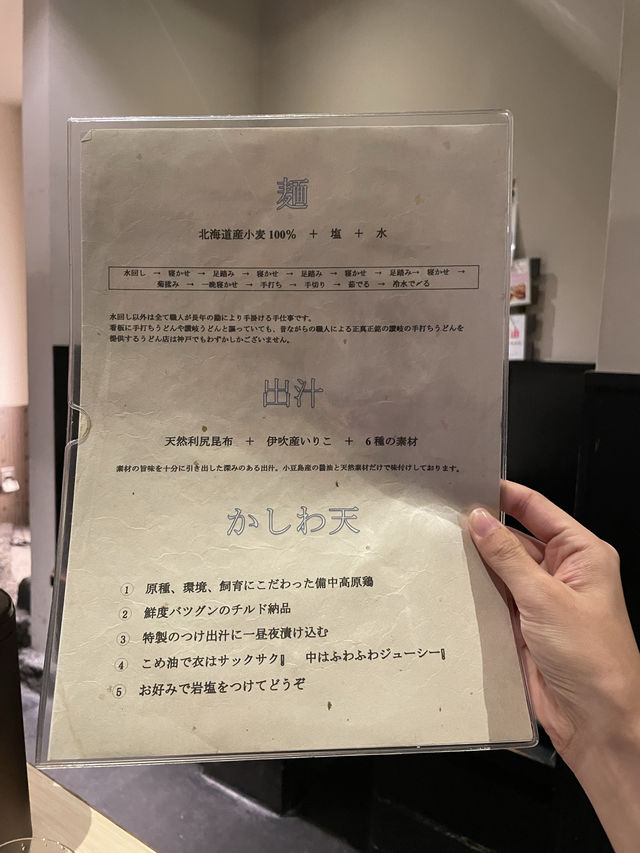 麺
北海道産小麦100% + 塩 + 水
水回し → 寝かせ → 足踏み → 寝かせ → 足踏み → 寝かせ → 足踏み→ 寝かせ →
菊揉み → 一晩寝かせ → 手打ち → 手切り → 茹でる → 冷水で〆る
水回し以外は全て職人が長年の勘により手掛ける手仕事です。
看板に手打ちうどんや讃岐うどんと謳っていても、昔ながらの職人による正真正銘の讃岐の手打ちうどんを
提供するうどん店は神戸でもわずかしかございません。
出汁
天然利尻昆布 + 伊吹産いりこ + 6種の素材
素材の旨味を十分に引き出した深みのある出汁。小豆島産の醤油と天然素材だけで味付けしております。
かしわ天
① 原種、環境、飼育にこだわった備中高原鶏
② 鮮度バツグンのチルド納品
③ 特製のつけ出汁に一昼夜漬け込む
④ こめ油で衣はサックサク! 中はふわふわジューシー!
⑤ お好みで岩塩をつけてどうぞ